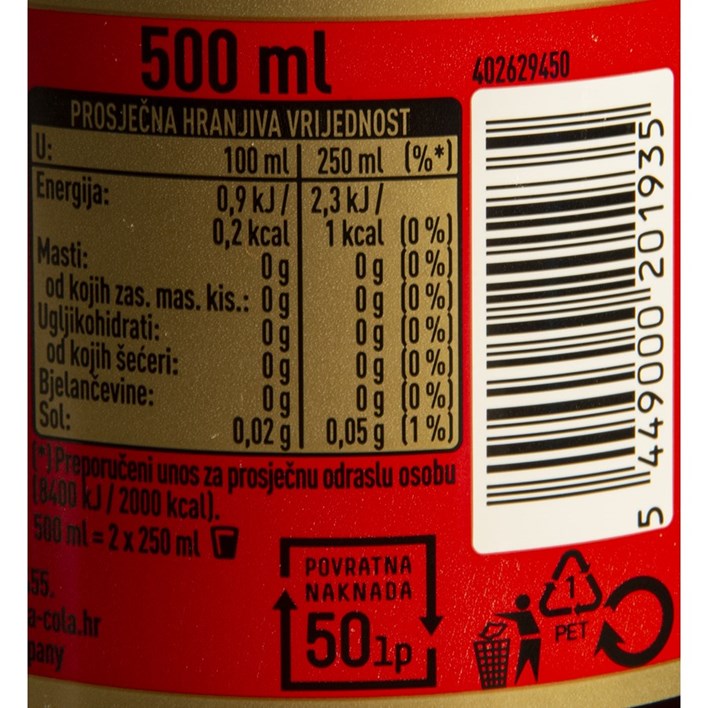 500 ml
402629450
PROSJEČNA HRANJIVA VRIJEDNOST
U: 100 ml 250 ml (%*)
Energija: 0,9 kJ / 2,3 kJ /
0,2 kcal 1 kcal (0 %)
Masti: 0 g 0 g (0 %)
od kojih zas. mas. kis.: 0 g 0 g (0 %)
Ugljikohidrati: 0 g 0 g (0 %)
od kojih šećeri: 0 g 0 g (0 %)
Bjelančevine: 0 g 0 g (0 %)
Sol: 0,02 g 0,05 g (1 %)
(*) Preporučeni unos za prosječnu odraslu osobu
(8400 kJ / 2000 kcal).
500 ml = 2 x 250 ml
55.
a-cola.hr
pany
POVRATNA
NAKNADA
50 lp
5 449000 201935
1
PET